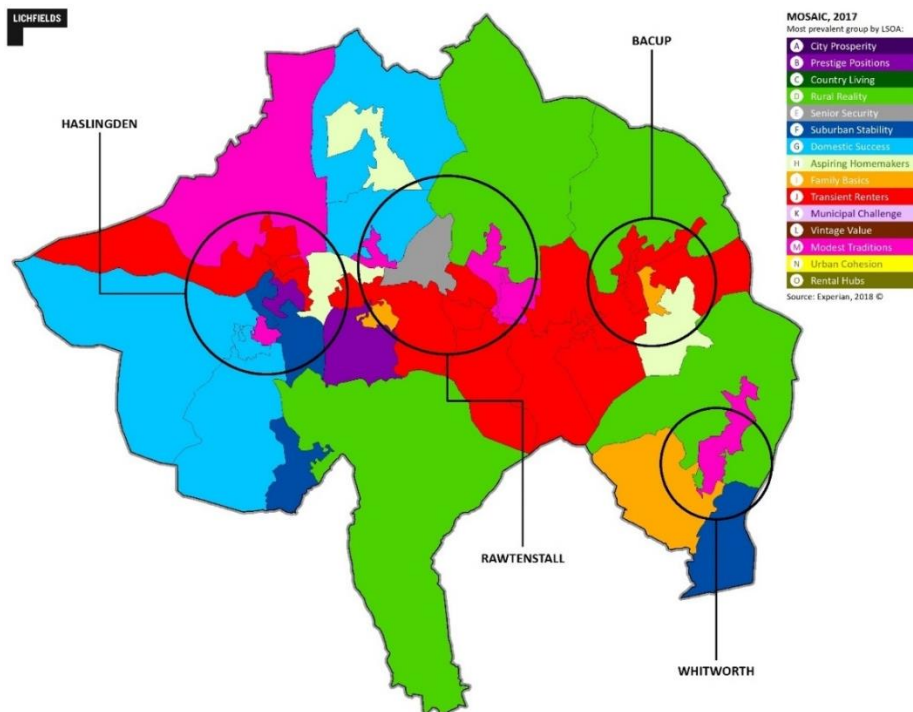 LICHFIELDS
BACUP
HASLINGDEN
RAWTENSTALL
WHITWORTH
MOSAIC, 2017
Most prevalent group by LSOA:
A City Prosperity
B Prestige Positions
C Country Living
D Rural Reality
E Senior Security
F Suburban Stability
G Domestic Success
H Aspiring Homemakers
I Family Basics
J Transient Renters
K Municipal Challenge
L Vintage Value
M Modest Traditions
N Urban Cohesion
O Rental Hubs
Source: Experian, 2018 ©